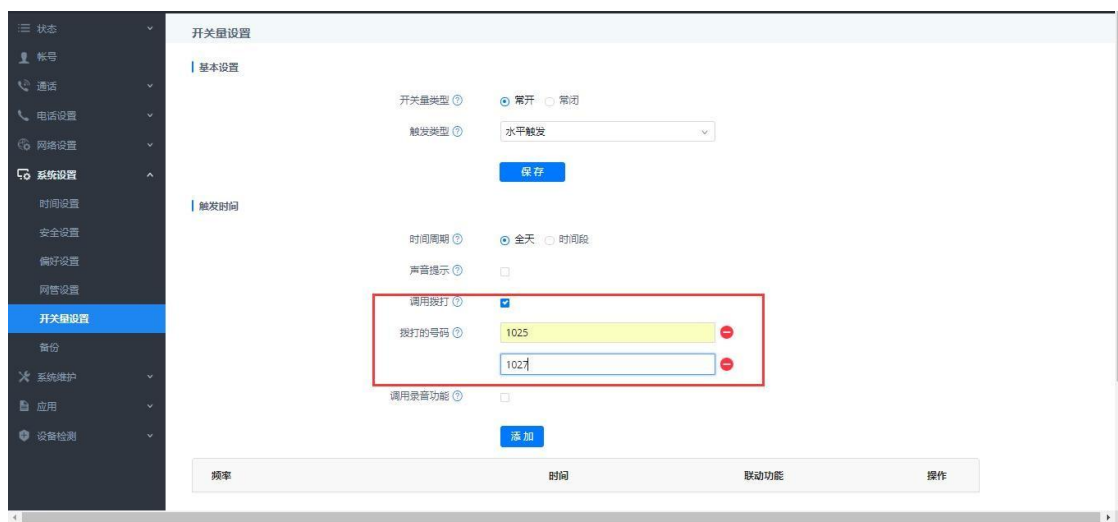 状态
帐号
通话
电话设置
网络设置
系统设置
时间设置
安全设置
偏好设置
网管设置
开关量设置
备份
系统维护
应用
设备检测
开关量设置
基本设置
开关量类型 常开 常闭
触发类型 水平触发
保存
触发时间
时间周期 全天 时间段
声音提示
调用拨打
拨打的号码 1025
1027
调用录音功能
添加
频率 时间 联动功能 操作